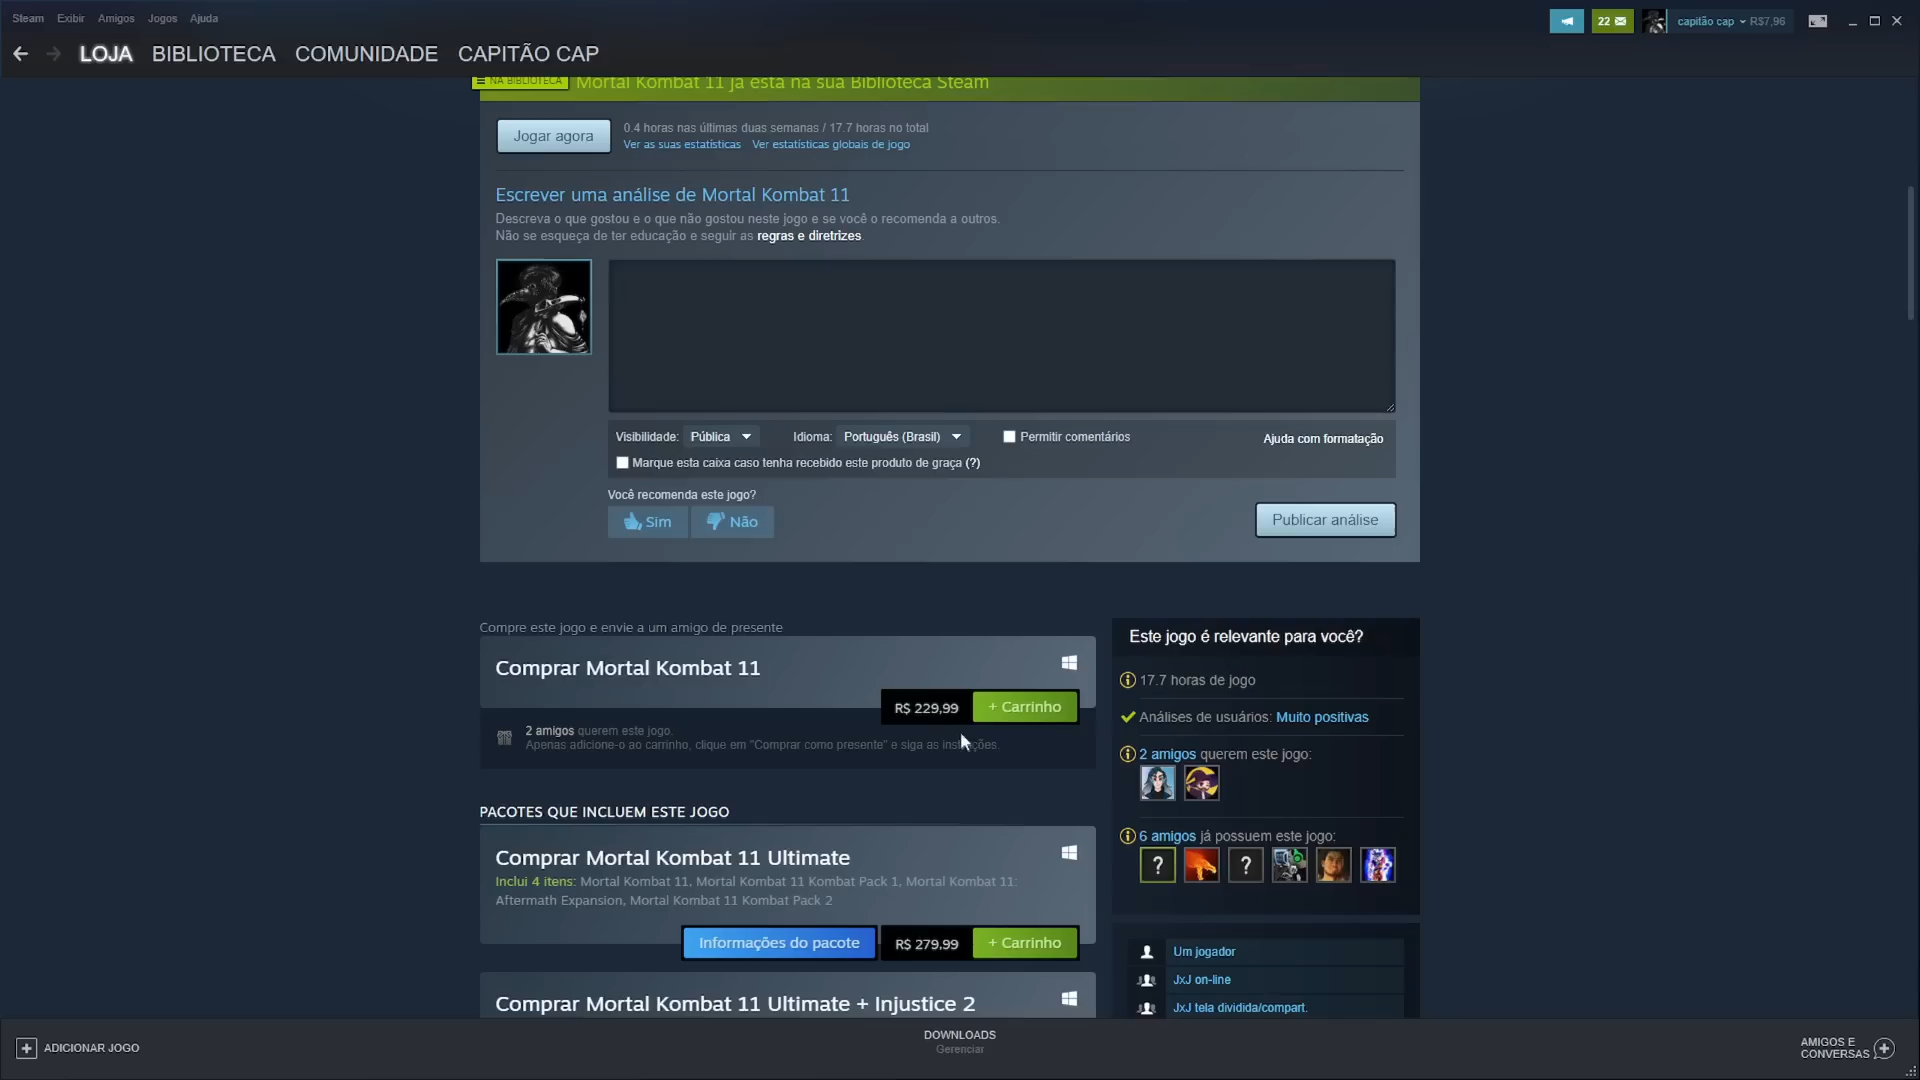 Steam Exibir Amigos Jogos Ajuda
22 capitão cap R$7,96
LOJA BIBLIOTECA COMUNIDADE CAPITÃO CAP
NA BIBLIOTECA Mortal Kombat 11 já está na sua Biblioteca Steam
Jogar agora
0.4 horas nas últimas duas semanas / 17.7 horas no total
Ver as suas estatísticas Ver estatísticas globais de jogo
Escrever uma análise de Mortal Kombat 11
Descreva o que gostou e o que não gostou neste jogo e se você o recomenda a outros.
Não se esqueça de ter educação e seguir as regras e diretrizes.
Visibilidade: Pública Idioma: Português (Brasil) Permitir comentários Ajuda com formatação
Marque esta caixa caso tenha recebido este produto de graça (?)
Você recomenda este jogo?
Sim Não
Publicar análise
Compre este jogo e envie a um amigo de presente
Comprar Mortal Kombat 11
R$ 229,99 + Carrinho
2 amigos querem este jogo.
Apenas adicione-o ao carrinho, clique em "Comprar como presente" e siga as instruções.
PACOTES QUE INCLUEM ESTE JOGO
Comprar Mortal Kombat 11 Ultimate
Inclui 4 itens: Mortal Kombat 11, Mortal Kombat 11 Kombat Pack 1, Mortal Kombat 11:
Aftermath Expansion, Mortal Kombat 11 Kombat Pack 2
Informações do pacote R$ 279,99 + Carrinho
Comprar Mortal Kombat 11 Ultimate + Injustice 2
Este jogo é relevante para você?
17.7 horas de jogo
Análises de usuários: Muito positivas
2 amigos querem este jogo:
6 amigos já possuem este jogo:
? ?
Um jogador
JxJ on-line
JxJ tela dividida/compart.
ADICIONAR JOGO
DOWNLOADS
Gerenciar
AMIGOS E
CONVERSAS